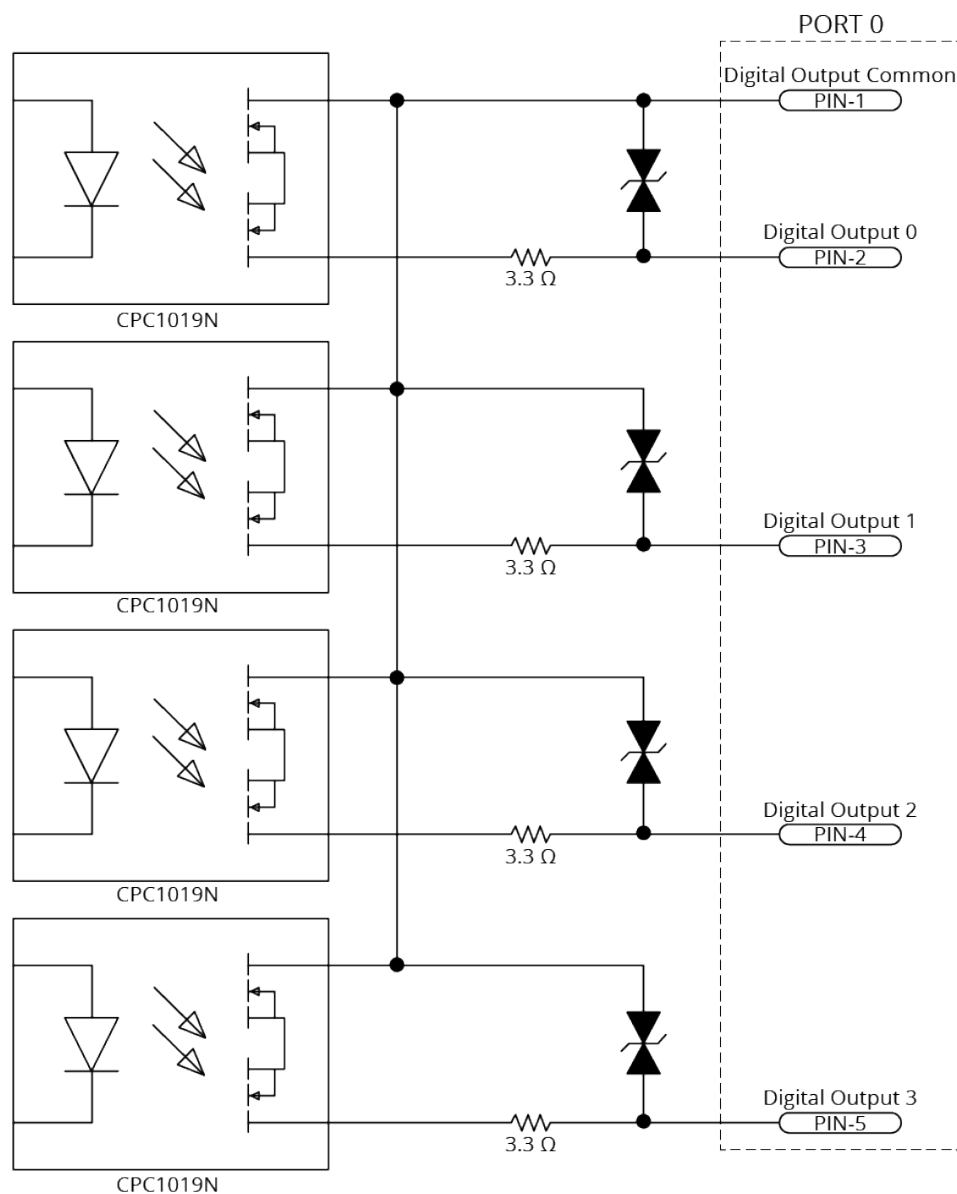 PORT 0
Digital Output Common
PIN-1
Digital Output 0
PIN-2
3.3 Ω
CPC1019N
Digital Output 1
PIN-3
3.3 Ω
CPC1019N
Digital Output 2
PIN-4
3.3 Ω
CPC1019N
Digital Output 3
PIN-5
3.3 Ω
CPC1019N